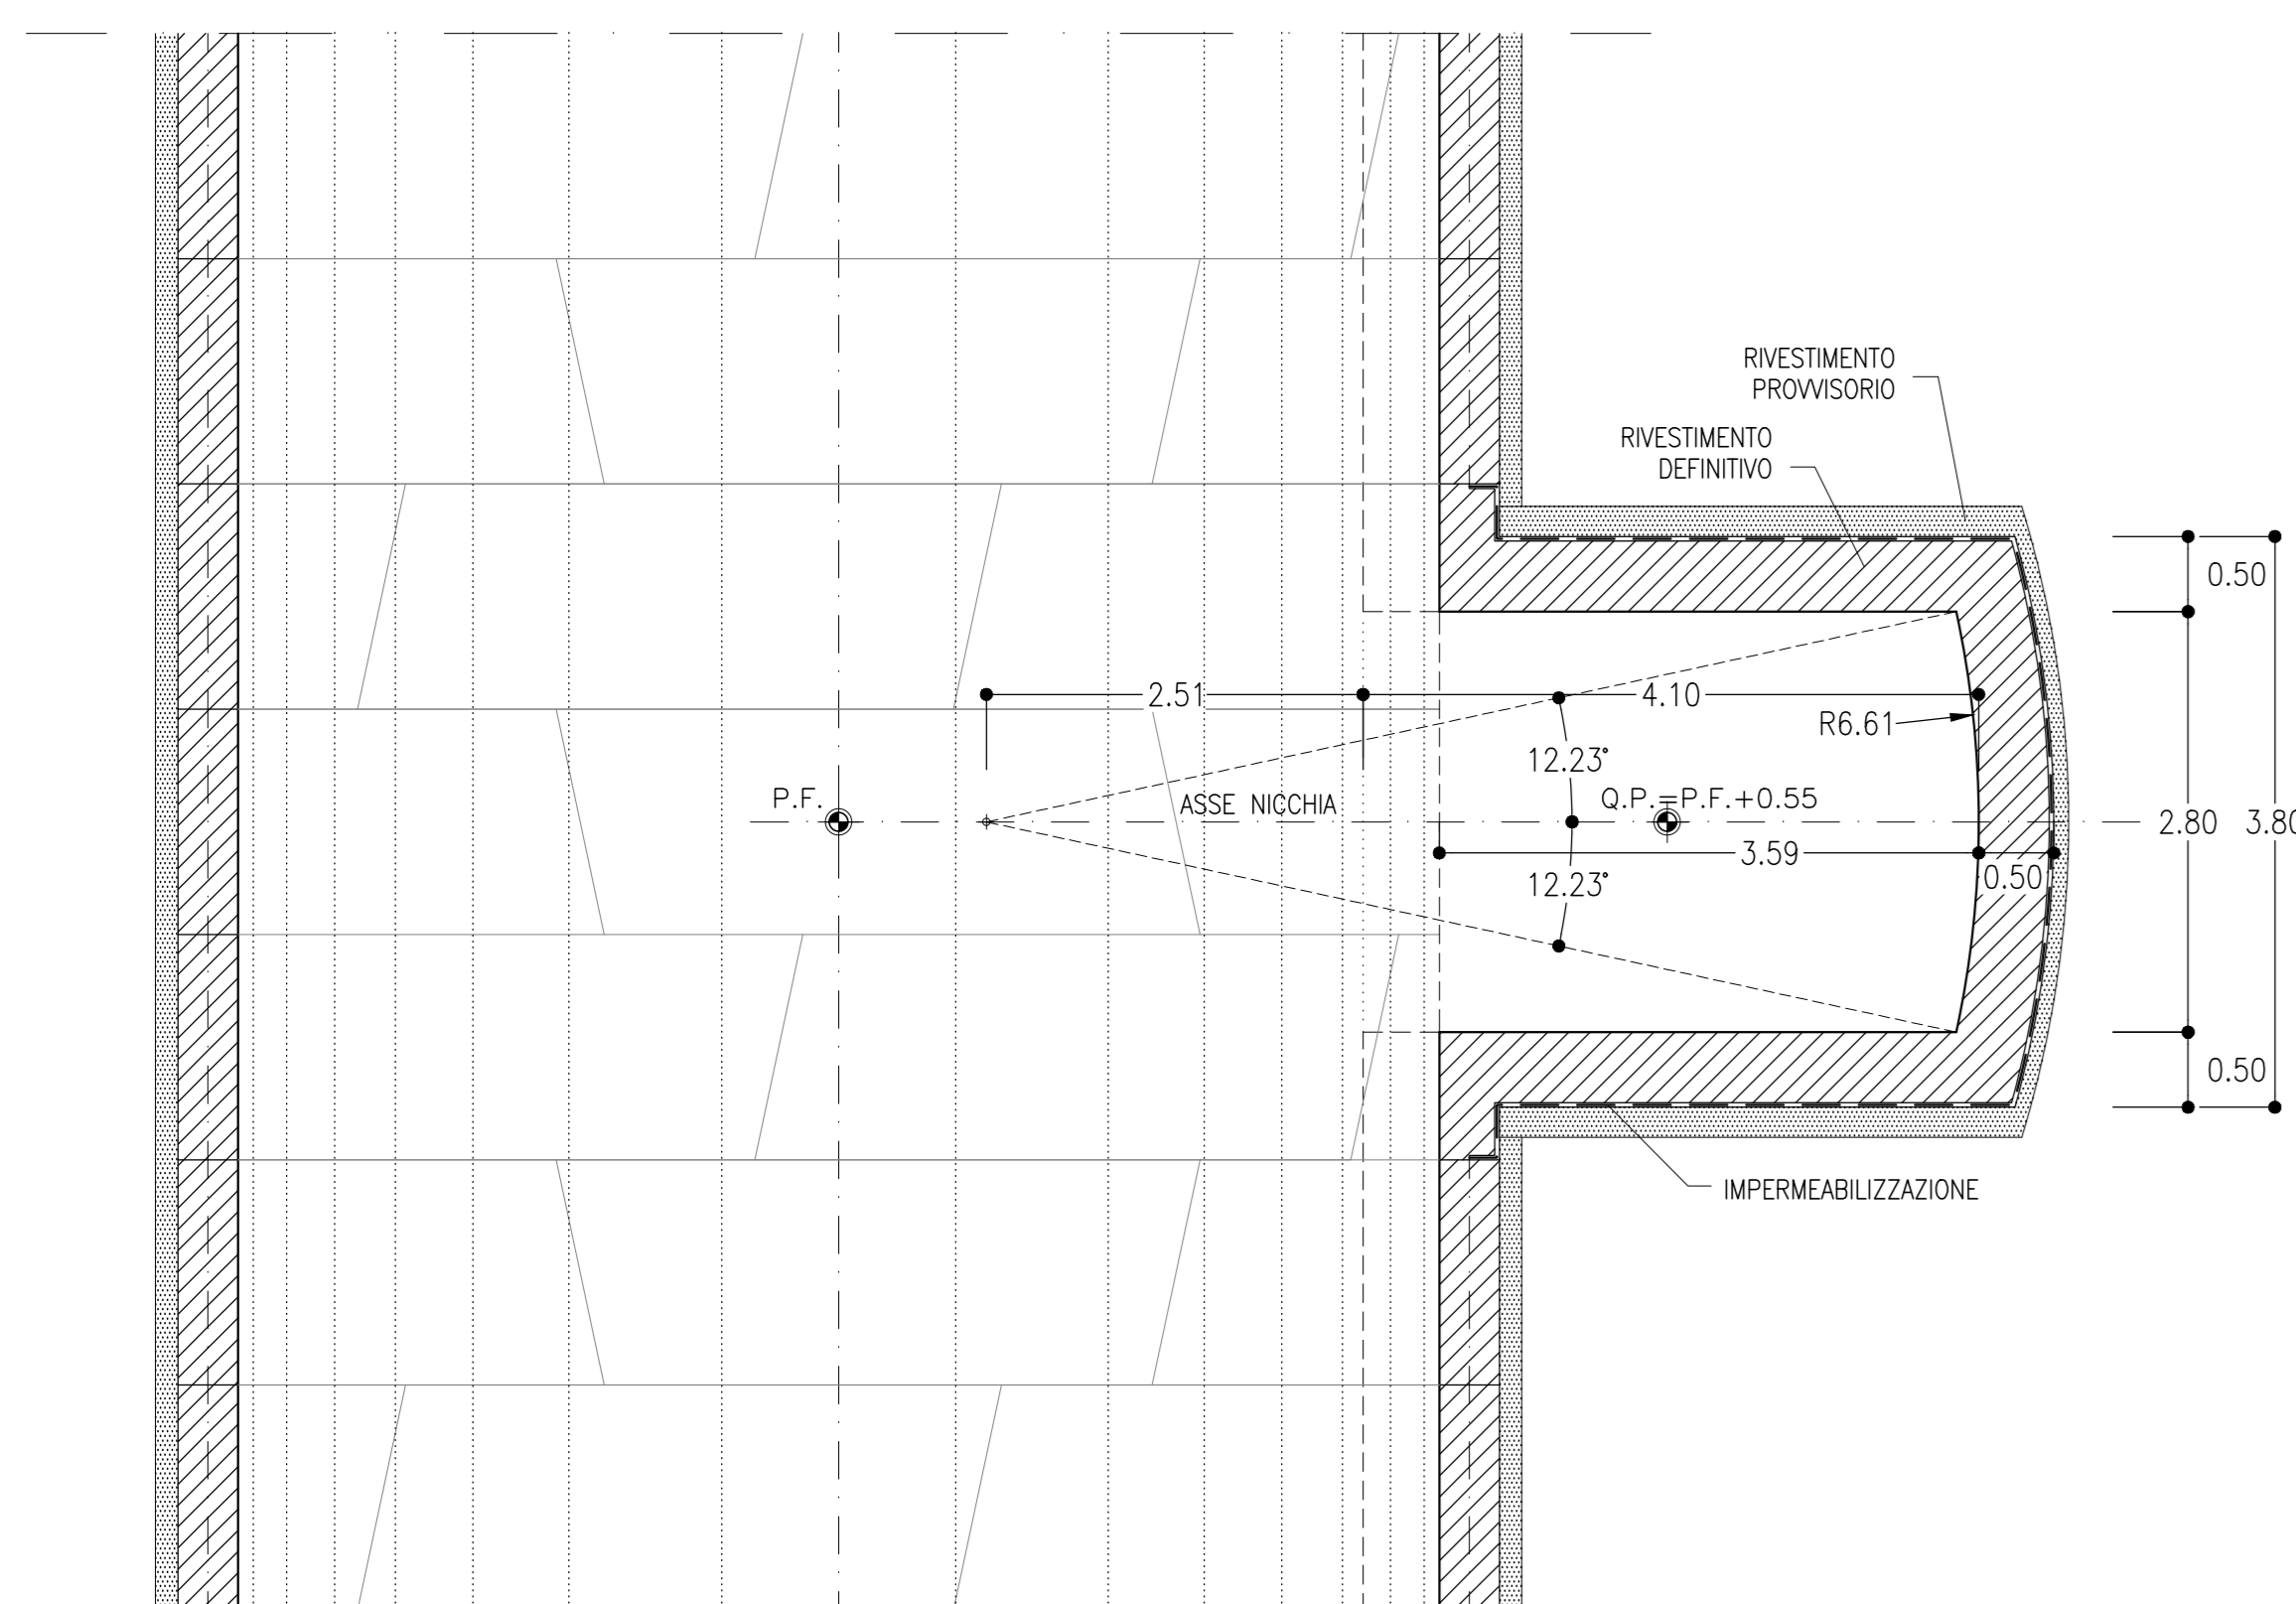 RIVESTIMENTO
PROVVISORIO
RIVESTIMENTO
DEFINITIVO
0.50
2.51
4.10
R6.61
12.23°
P.F.
ASSE NICCHIA
Q.P.=P.F.+0.55
2.80
3.80
3.59
0.50
12.23°
0.50
IMPERMEABILIZZAZIONE